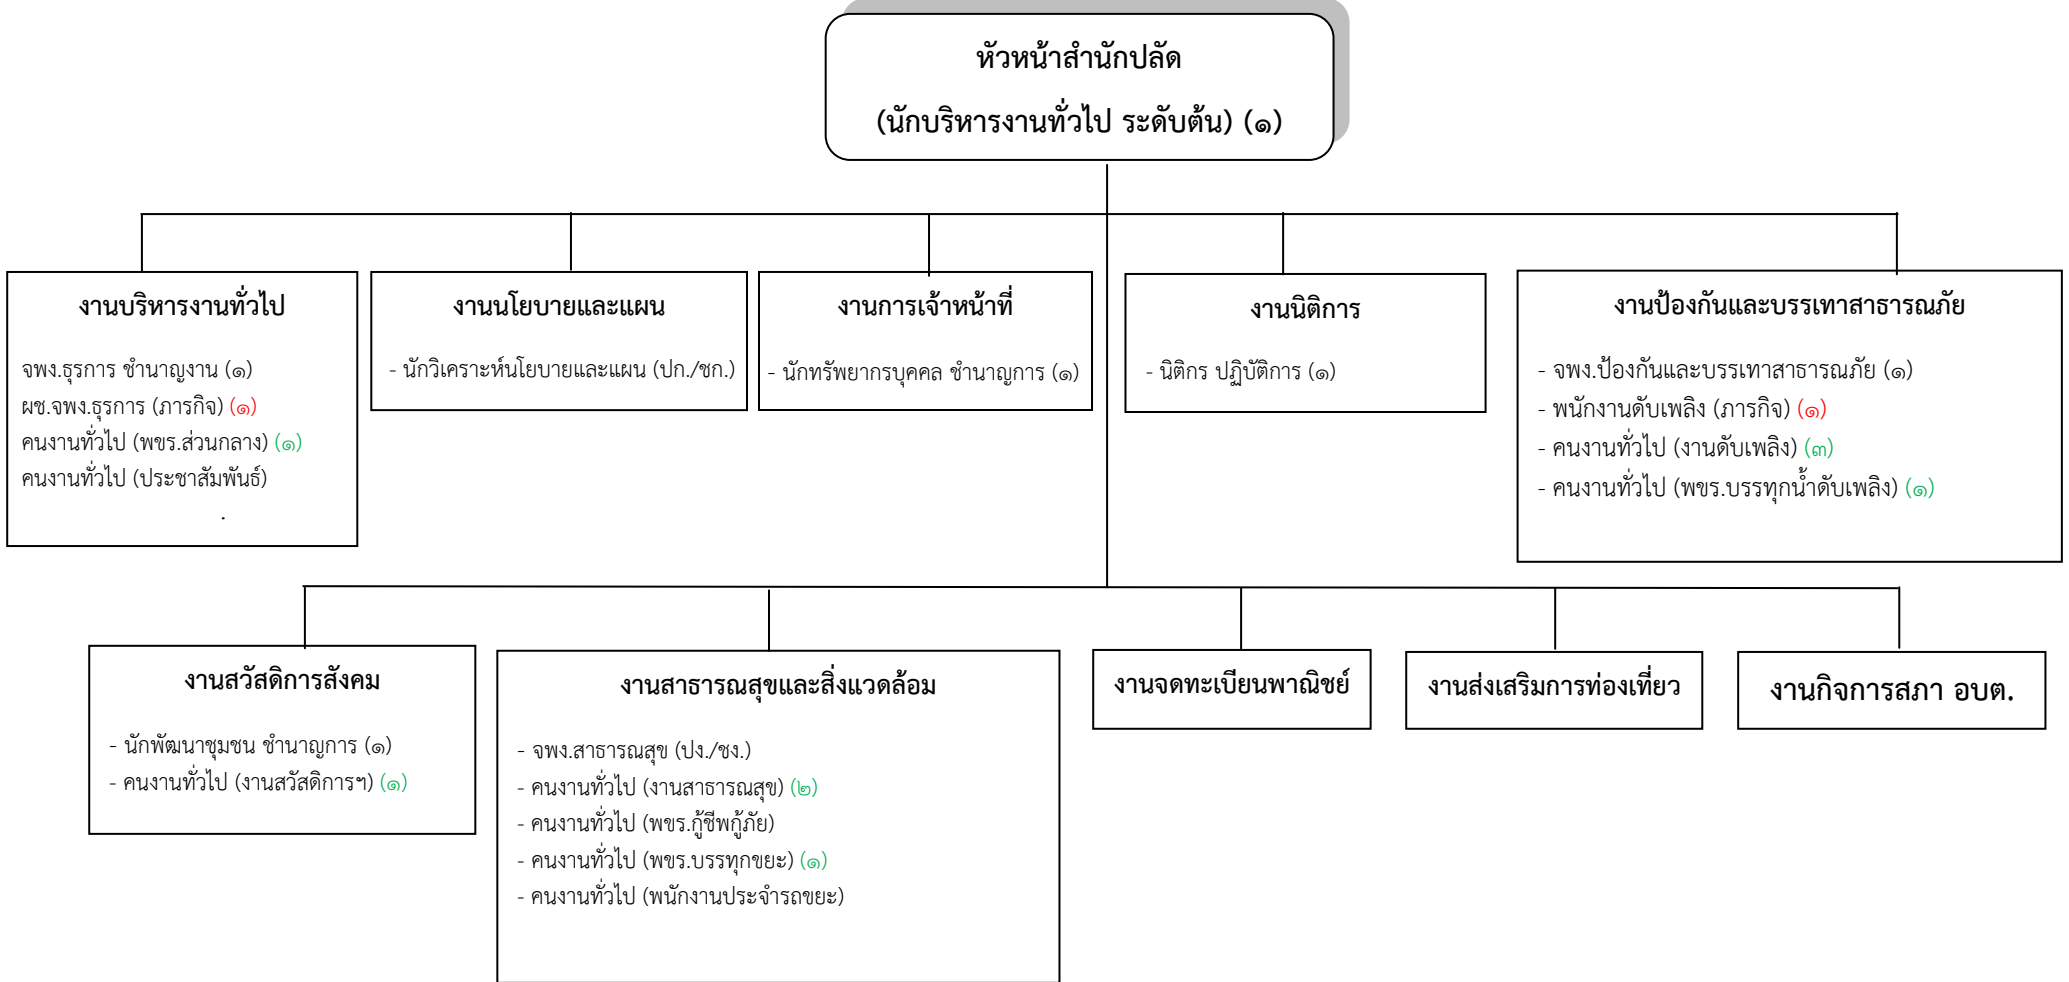 หัวหน้าสำนักปลัด
(นักบริหารงานทั่วไป ระดับต้น) (๑)
งานบริหารงานทั่วไป
จพง.ธุรการ ชำนาญงาน (๑)
ผช.จพง.ธุรการ (ภารกิจ) (๑)
คนงานทั่วไป (พขร.ส่วนกลาง) (๑)
คนงานทั่วไป (ประชาสัมพันธ์)
.
งานนโยบายและแผน
- นักวิเคราะห์นโยบายและแผน (ปก./ชก.)
งานการเจ้าหน้าที่
- นักทรัพยากรบุคคล ชำนาญการ (๑)
งานนิติการ
- นิติกร ปฏิบัติการ (๑)
งานป้องกันและบรรเทาสาธารณภัย
- จพง.ป้องกันและบรรเทาสาธารณภัย (๑)
- พนักงานดับเพลิง (ภารกิจ) (๑)
- คนงานทั่วไป (งานดับเพลิง) (๓)
- คนงานทั่วไป (พขร.บรรทุกน้ำดับเพลิง) (๑)
งานสวัสดิการสังคม
- นักพัฒนาชุมชน ชำนาญการ (๑)
- คนงานทั่วไป (งานสวัสดิการฯ) (๑)
งานสาธารณสุขและสิ่งแวดล้อม
- จพง.สาธารณสุข (ปง./ชง.)
- คนงานทั่วไป (งานสาธารณสุข) (๒)
- คนงานทั่วไป (พขร.กู้ชีพกู้ภัย)
- คนงานทั่วไป (พขร.บรรทุกขยะ) (๑)
- คนงานทั่วไป (พนักงานประจำรถขยะ)
งานจดทะเบียนพาณิชย์
งานส่งเสริมการท่องเที่ยว
งานกิจการสภา อบต.